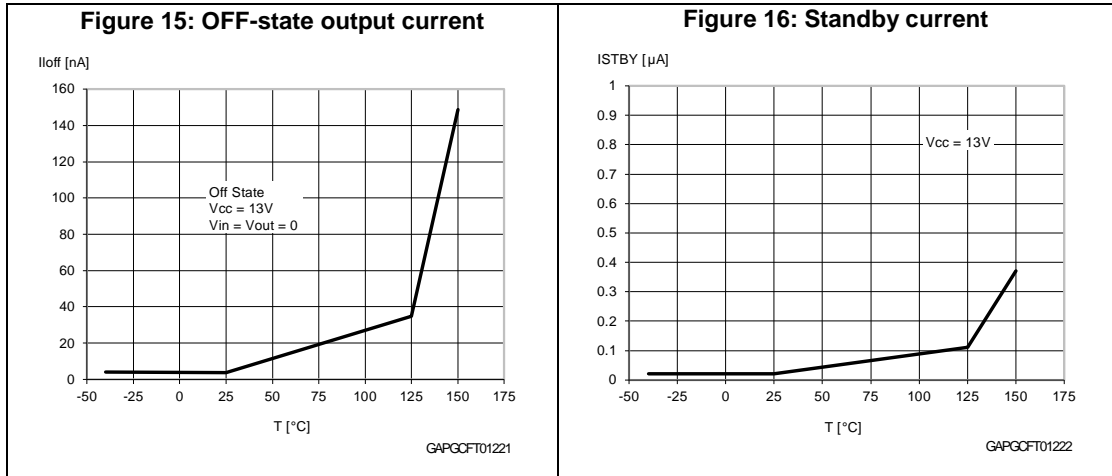 Figure 15: OFF-state output current
Iloff [nA]
160
140
120
100
80
60
40
20
0
Off State
Vcc = 13V
Vin = Vout = 0
-50 -25 0 25 50 75 100 125 150 175
T [°C]
GAPGCFT01221
Figure 16: Standby current
ISTBY [µA]
1
0.9
0.8
0.7
0.6
0.5
0.4
0.3
0.2
0.1
0
Vcc = 13V
-50 -25 0 25 50 75 100 125 150 175
T [°C]
GAPGCFT01222